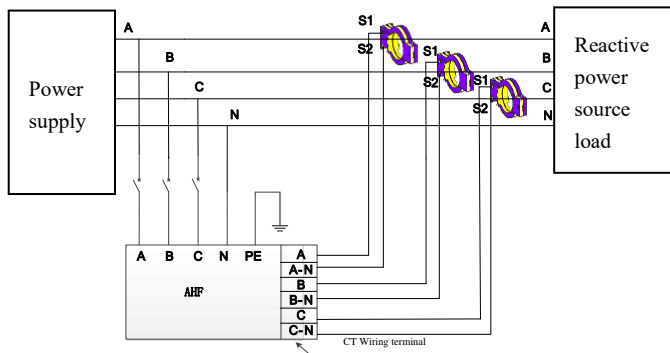 Power
supply
A
B
C
N
S1
S2
S1
S2
S1
S2
A
B
C
N
Reactive
power
source
load
A B C N PE
AHF
A
A-N
B
B-N
C
C-N
CT Wiring terminal